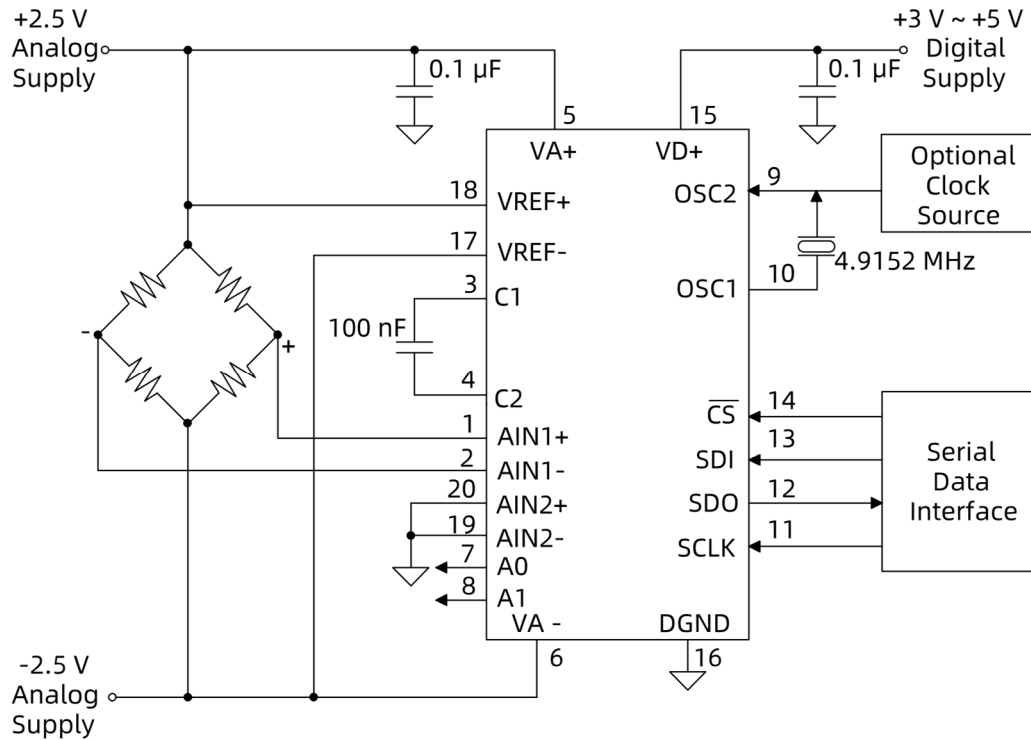 +2.5 V
Analog
Supply
+3 V ~ +5 V
Digital
Supply
0.1 µF
0.1 µF
5
15
VA+
VD+
Optional
Clock
Source
18
VREF+
OSC2
9
17
VREF-
4.9152 MHz
3
C1
OSC1
10
100 nF
-
+
4
C2
CS
14
1
AIN1+
2
AIN1-
SDI
13
Serial
Data
Interface
20
AIN2+
SDO
12
19
AIN2-
SCLK
11
7
A0
8
A1
VA -
DGND
6
16
-2.5 V
Analog
Supply